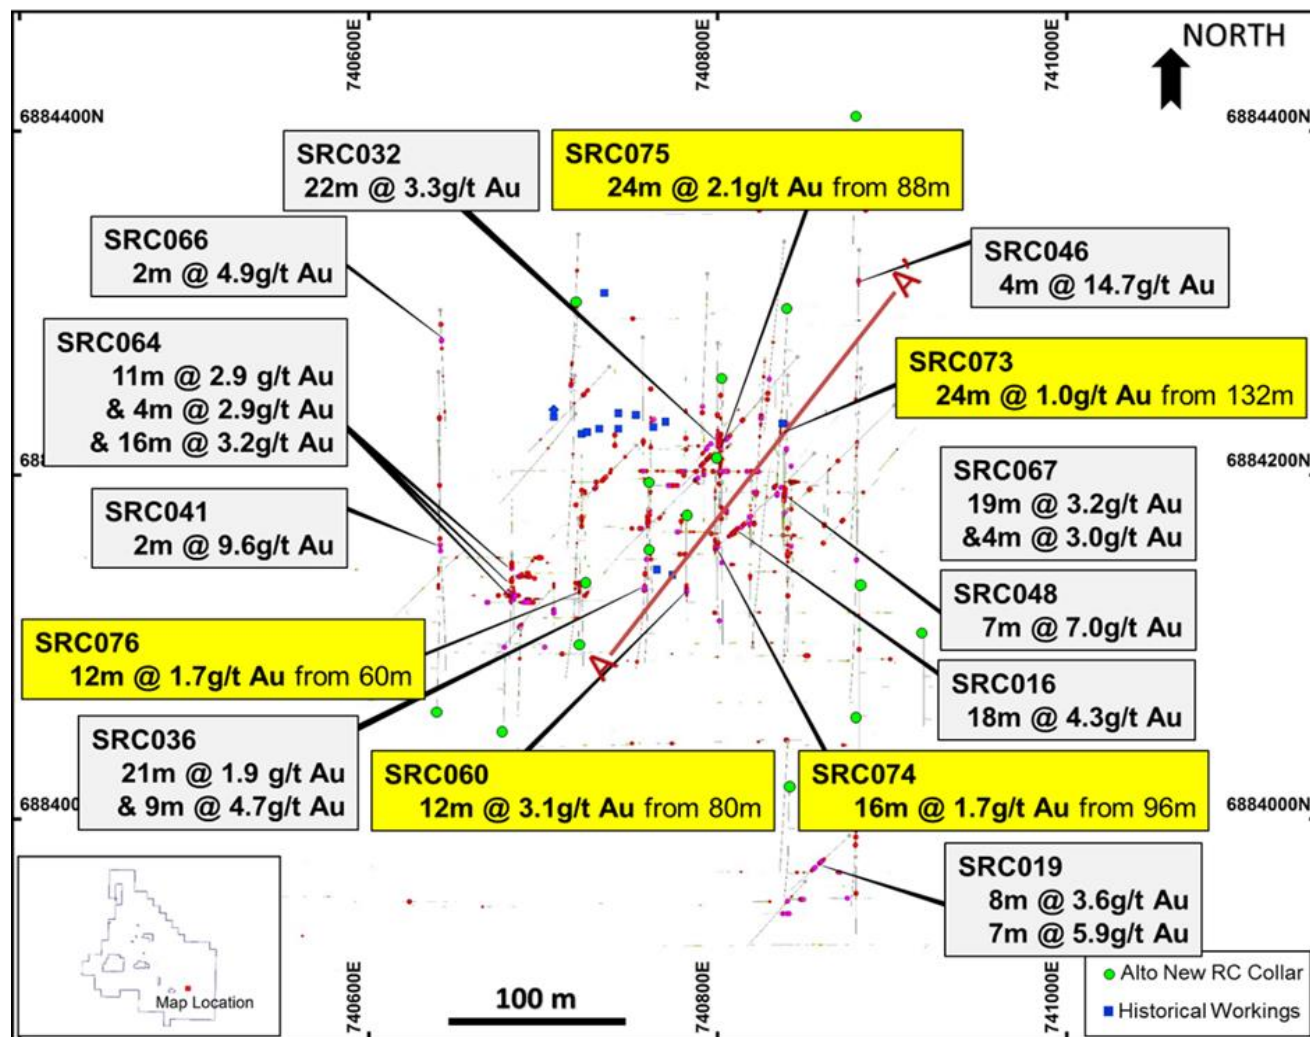 740600E
740800E
741000E
NORTH
6884400N
6884400N
SRC032
22m @ 3.3g/t Au
SRC075
24m @ 2.1g/t Au from 88m
SRC066
2m @ 4.9g/t Au
SRC046
4m @ 14.7g/t Au
A'
SRC064
11m @ 2.9 g/t Au
& 4m @ 2.9g/t Au
& 16m @ 3.2g/t Au
SRC073
24m @ 1.0g/t Au from 132m
6884200N
SRC067
19m @ 3.2g/t Au
&4m @ 3.0g/t Au
SRC041
2m @ 9.6g/t Au
SRC048
7m @ 7.0g/t Au
SRC076
12m @ 1.7g/t Au from 60m
A
SRC016
18m @ 4.3g/t Au
SRC036
21m @ 1.9 g/t Au
& 9m @ 4.7g/t Au
SRC060
12m @ 3.1g/t Au from 80m
SRC074
16m @ 1.7g/t Au from 96m
6884000N
SRC019
8m @ 3.6g/t Au
7m @ 5.9g/t Au
Map Location
740600E
100 m
740800E
741000E
Alto New RC Collar
Historical Workings